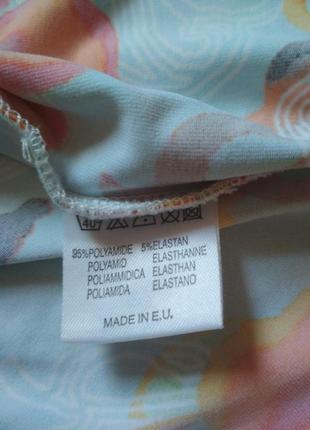 40
95%POLYAMIDE 5%ELASTAN
POLYAMID ELASTHANNE
POLIAMMIDICA ELASTHAN
POLIAMIDA ELASTANO
MADE IN E.U.